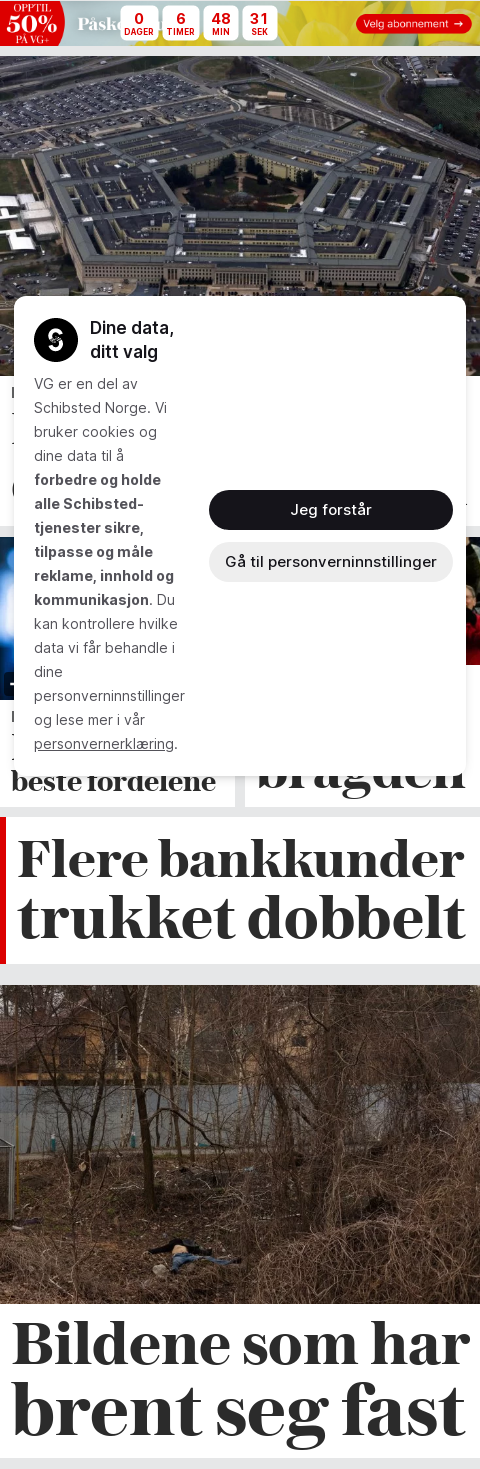 OPPTIL
50%
PÅ VG+
0
DAGER
6
TIMER
48
MIN
31
SEK
Velg abonnement →
Dine data,
ditt valg
VG er en del av
Schibsted Norge. Vi
bruker cookies og
dine data til å
forbedre og holde
alle Schibsted-
tjenester sikre,
tilpasse og måle
reklame, innhold og
kommunikasjon. Du
kan kontrollere hvilke
data vi får behandle i
dine
personverninnstillinger
og lese mer i vår
personvernerklæring.
Jeg forstår
Gå til personverninnstillinger
beste fordelene
bragden
Flere bankkunder
trukket dobbelt
Bildene som har
brent seg fast